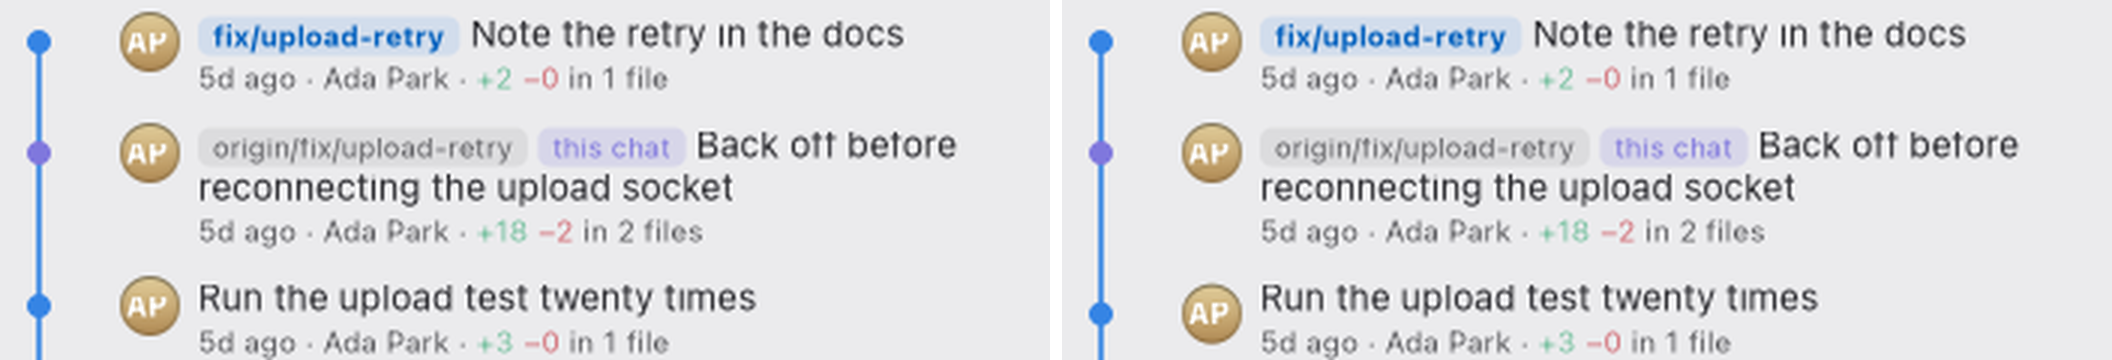 AP fix/upload-retry Note the retry in the docs
5d ago · Ada Park · +2 −0 in 1 file
AP origin/fix/upload-retry this chat Back off before
reconnecting the upload socket
5d ago · Ada Park · +18 −2 in 2 files
AP Run the upload test twenty times
5d ago · Ada Park · +3 −0 in 1 file
AP fix/upload-retry Note the retry in the docs
5d ago · Ada Park · +2 −0 in 1 file
AP origin/fix/upload-retry this chat Back off before
reconnecting the upload socket
5d ago · Ada Park · +18 −2 in 2 files
AP Run the upload test twenty times
5d ago · Ada Park · +3 −0 in 1 file